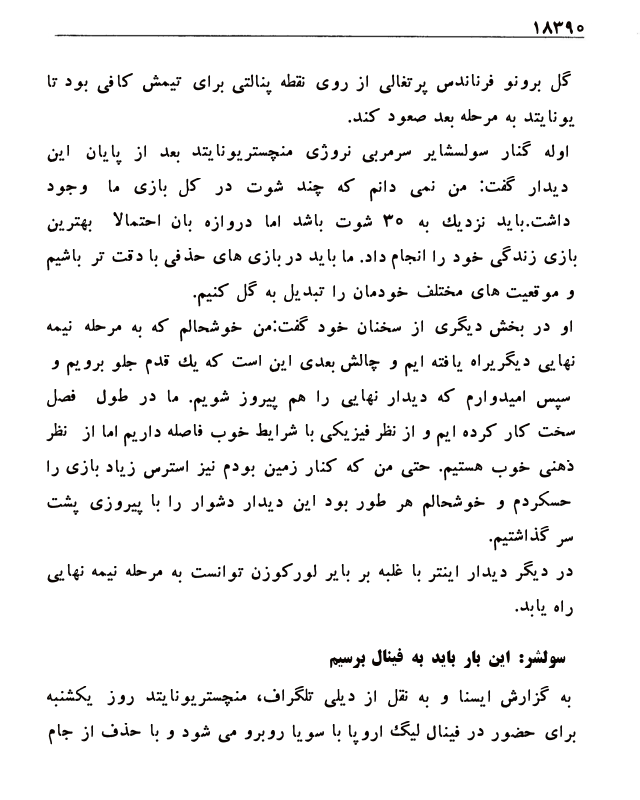 ۱۸۳۹۰
گل برونو فرناندس پرتغالی از روی نقطه پنالتی برای تیمش کافی بود تا
یونایتد به مرحله بعد صعود کند.
اوله گنار سولسشایر سرمربی نروژی منچستریونایتد بعد از پایان این
دیدار گفت: من نمی دانم که چند شوت در کل بازی ما وجود
داشت.باید نزدیك به ۳۰ شوت باشد اما دروازه بان احتمالا بهترین
بازی زندگی خود را انجام داد. ما باید در بازی های حذفی با دقت تر باشیم
و موقعیت های مختلف خودمان را تبدیل به گل کنیم.
او در بخش دیگری از سخنان خود گفت:من خوشحالم که به مرحله نیمه
نهایی دیگریراه یافته ایم و چالش بعدی این است که یك قدم جلو برویم و
سپس امیدوارم که دیدار نهایی را هم پیروز شویم. ما در طول فصل
سخت کار کرده ایم و از نظر فیزیکی با شرایط خوب فاصله داریم اما از نظر
ذهنی خوب هستیم. حتی من که کنار زمین بودم نیز استرس زیاد بازی را
حسکردم و خوشحالم هر طور بود این دیدار دشوار را با پیروزی پشت
سر گذاشتیم.
در دیگر دیدار اینتر با غلبه بر بایر لورکوزن توانست به مرحله نیمه نهایی
راه یابد.
سولشر: این بار باید به فینال برسیم
به گزارش ایسنا و به نقل از دیلی تلگراف، منچستریونایتد روز یکشنبه
برای حضور در فینال لیگ اروپا با سویا روبرو می شود و با حذف از جام